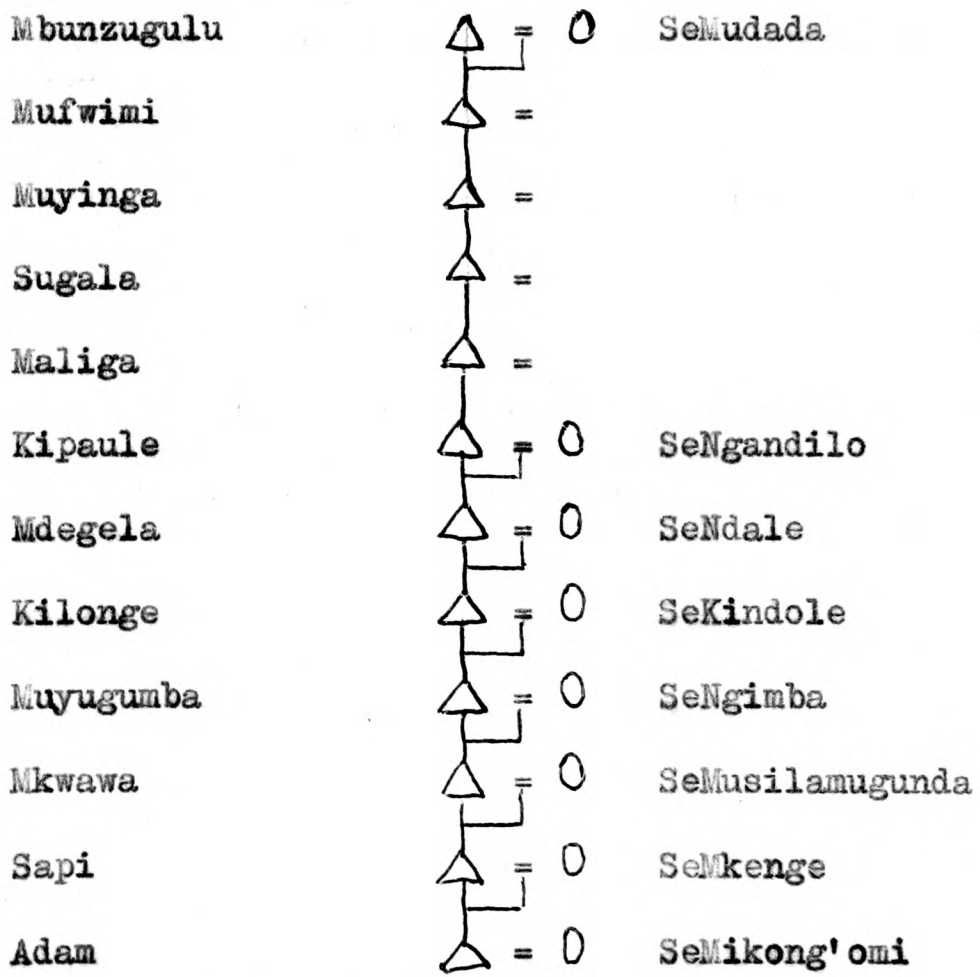 Mbunzugulu = O SeMudada
Mufwimi =
Muyinga =
Sugala =
Maliga =
Kipaule = O SeNgandilo
Mdegela = O SeNdale
Kilonge = O SeKindole
Muyugumba = O SeNgimba
Mkwawa = O SeMusilamugunda
Sapi = O SeMkenge
Adam = O SeMikong'omi